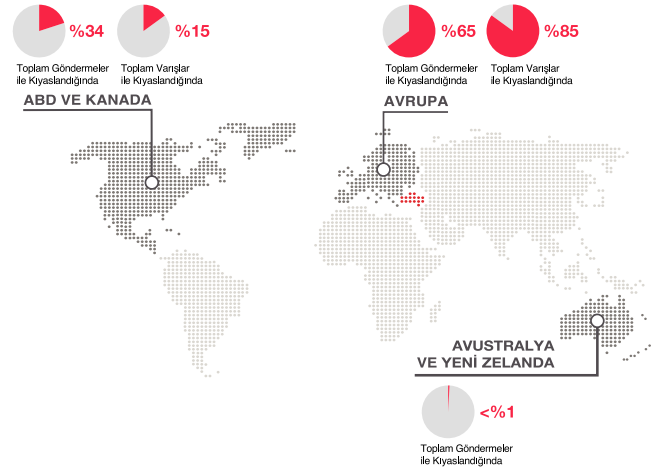 %34
Toplam Göndermeler
ile Kıyaslandığında
%15
Toplam Varışlar
ile Kıyaslandığında
ABD VE KANADA
%65
Toplam Göndermeler
ile Kıyaslandığında
%85
Toplam Varışlar
ile Kıyaslandığında
AVRUPA
AVUSTRALYA
VE YENİ ZELANDA
<%1
Toplam Göndermeler
ile Kıyaslandığında